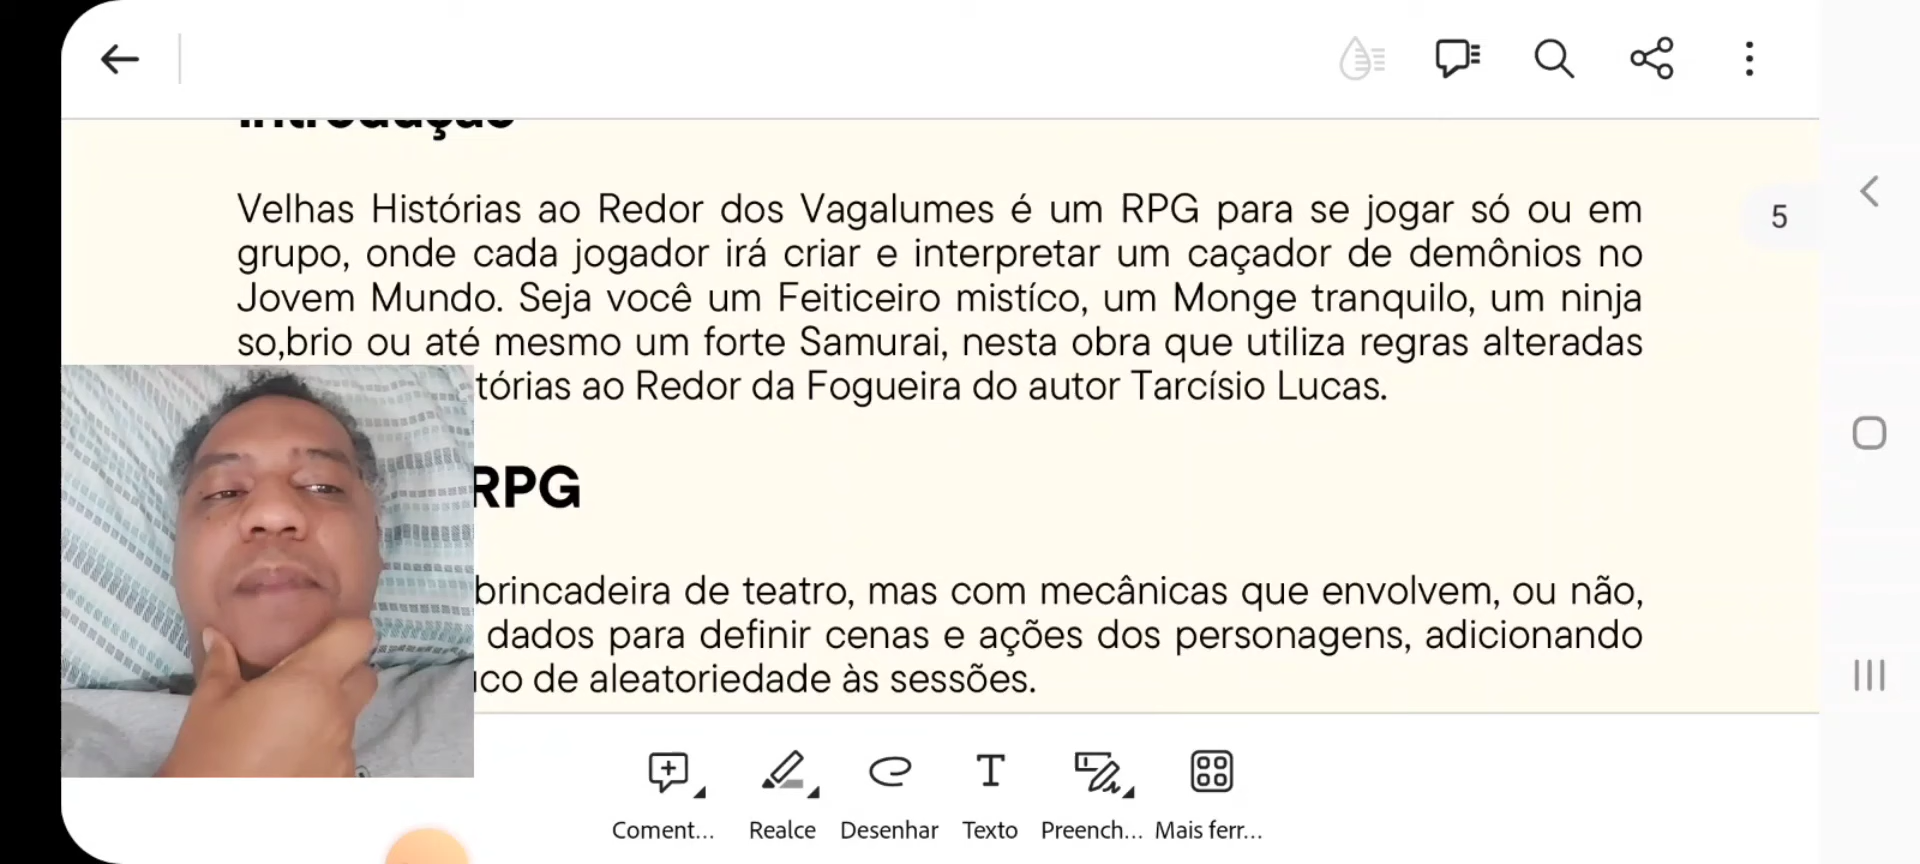 Introdução
5
Velhas Histórias ao Redor dos Vagalumes é um RPG para se jogar só ou em
grupo, onde cada jogador irá criar e interpretar um caçador de demônios no
Jovem Mundo. Seja você um Feiticeiro mistíco, um Monge tranquilo, um ninja
so,brio ou até mesmo um forte Samurai, nesta obra que utiliza regras alteradas
tórias ao Redor da Fogueira do autor Tarcísio Lucas.
RPG
brincadeira de teatro, mas com mecânicas que envolvem, ou não,
dados para definir cenas e ações dos personagens, adicionando
de aleatoriedade às sessões.
Coment... Realce Desenhar Texto Preench... Mais ferr...